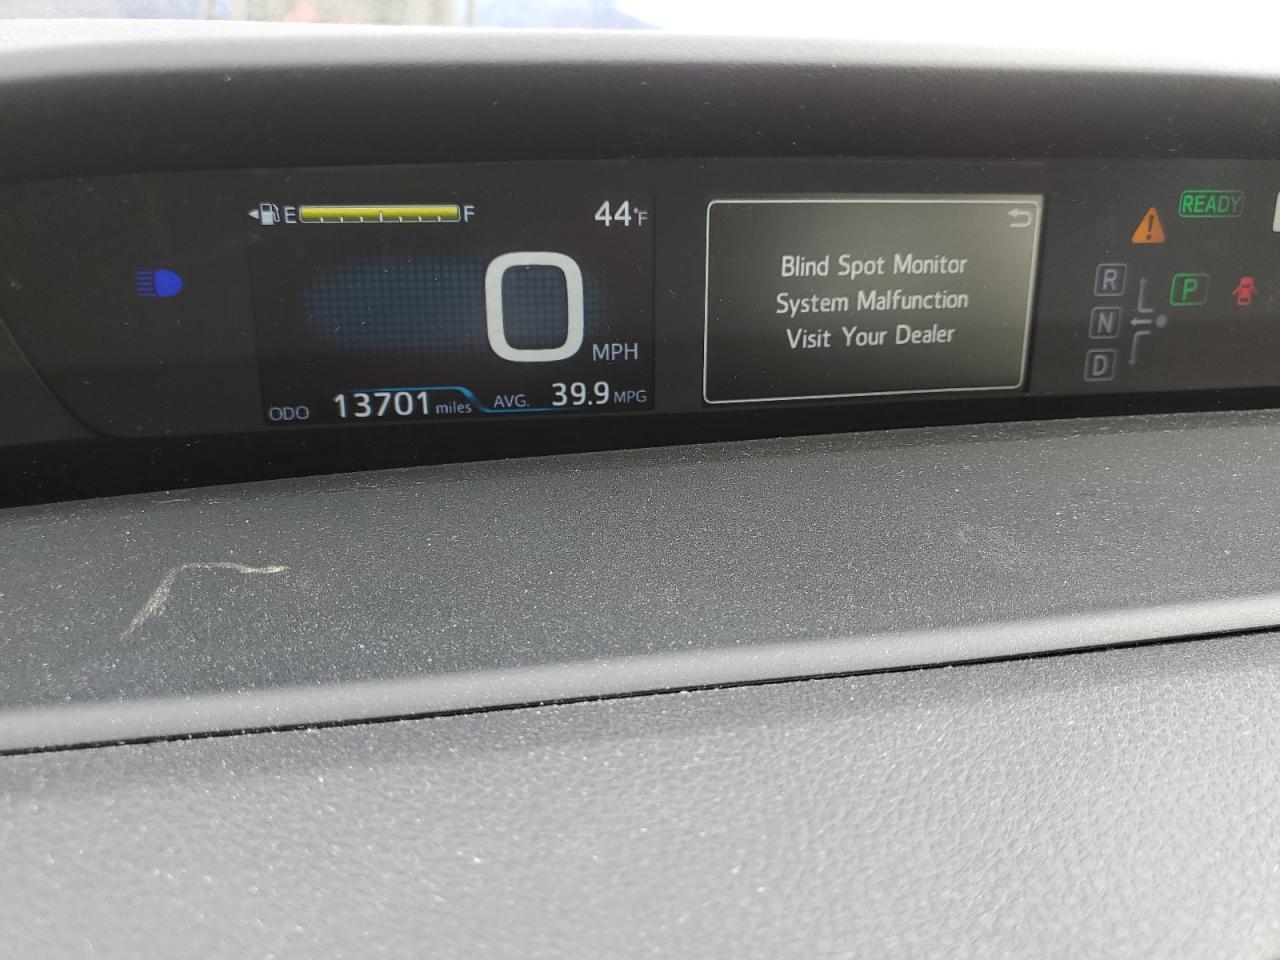 E F 44°F
0 MPH
ODO 13701 miles AVG. 39.9 MPG
Blind Spot Monitor
System Malfunction
Visit Your Dealer
READY
R
N
D
P